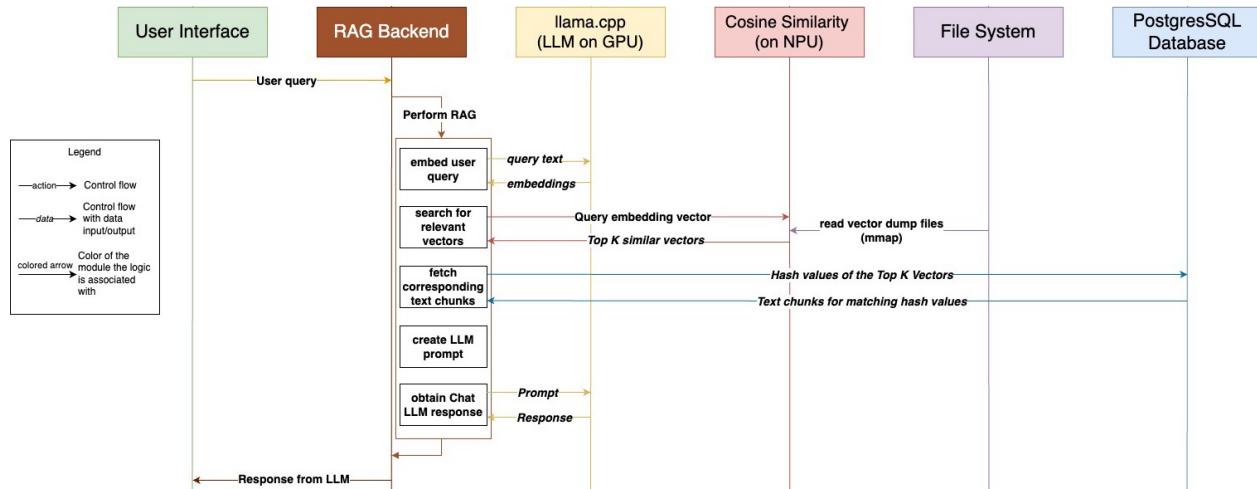 User Interface
RAG Backend
llama.cpp
(LLM on GPU)
Cosine Similarity
(on NPU)
File System
PostgresSQL
Database
User query
Perform RAG
Legend
action
Control flow
data
Control flow
with data
input/output
colored arrow
Color of the
module the logic
is associated
with
embed user
query
query text
embeddings
search for
relevant
vectors
Query embedding vector
Top K similar vectors
read vector dump files
(mmap)
fetch
corresponding
text chunks
Hash values of the Top K Vectors
Text chunks for matching hash values
create LLM
prompt
obtain Chat
LLM response
Prompt
Response
Response from LLM